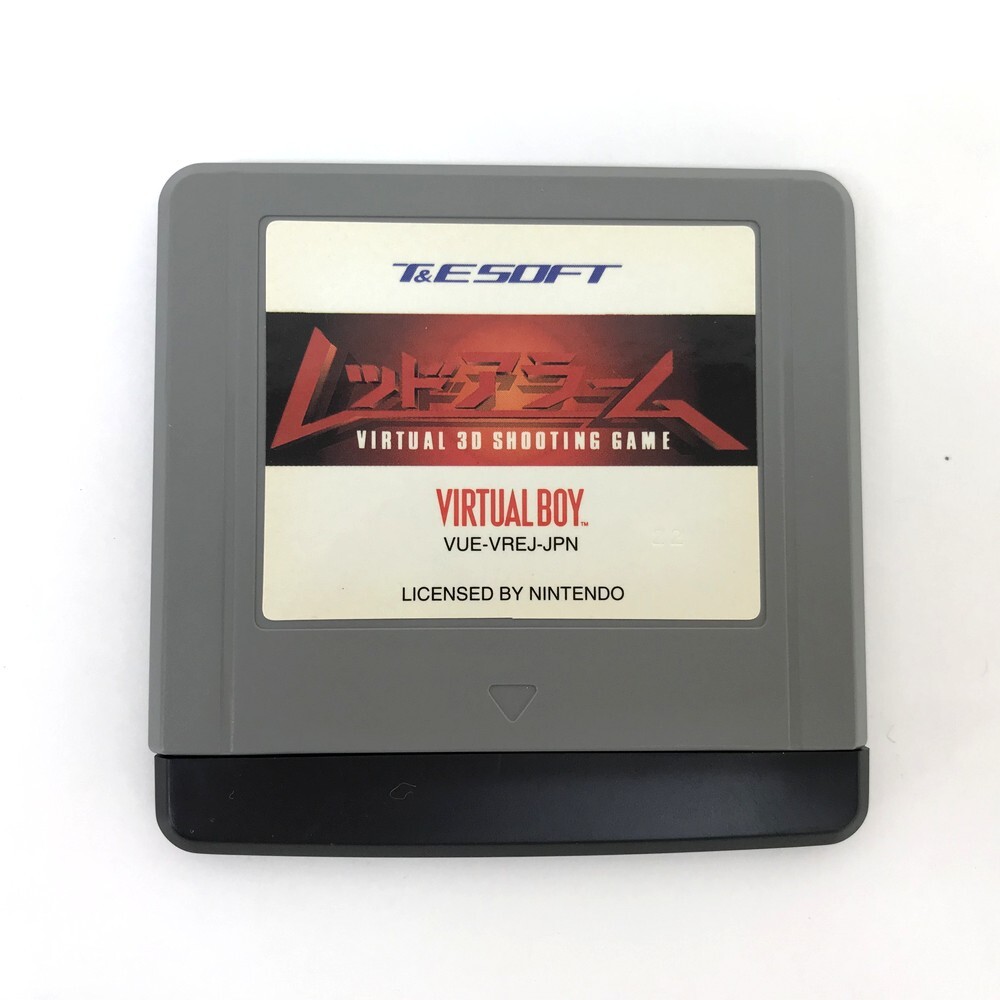 T&E SOFT
レッドアラーム
VIRTUAL 3D SHOOTING GAME
VIRTUAL BOY™
VUE-VREJ-JPN
LICENSED BY NINTENDO